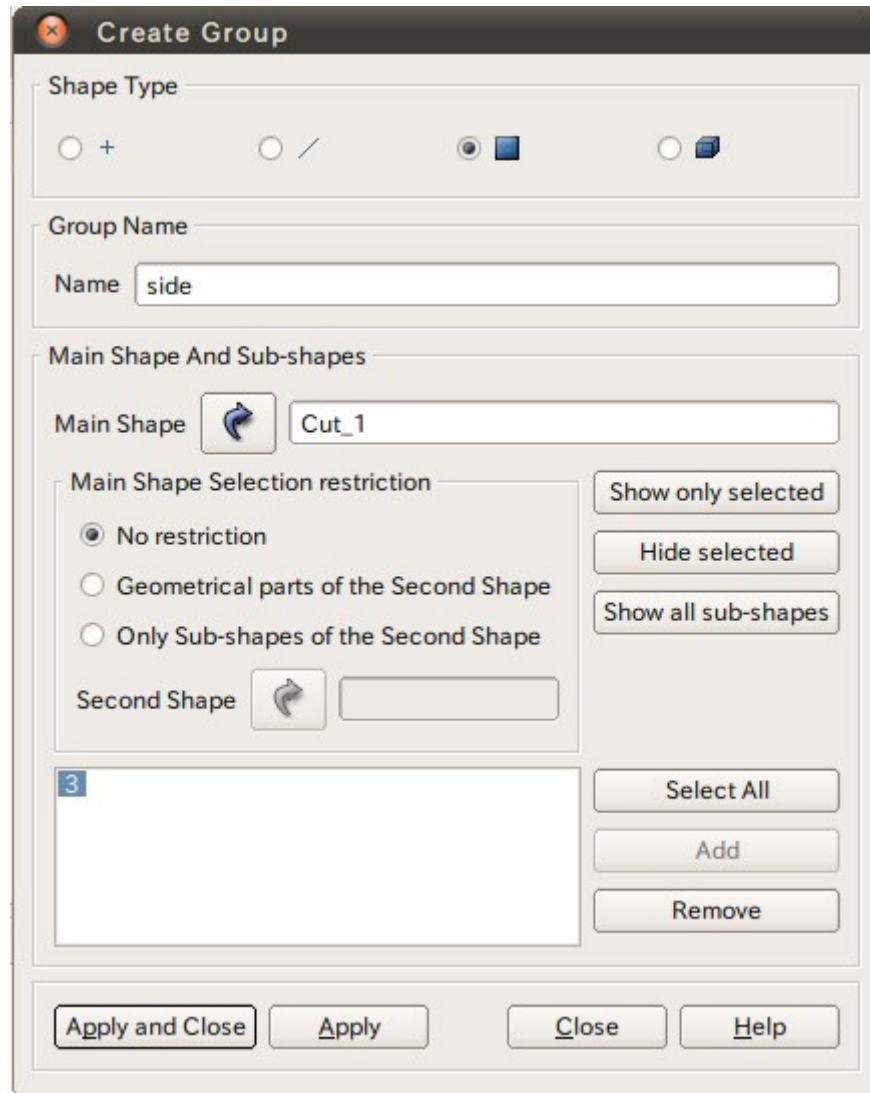 Create Group
Shape Type
Group Name
Name side
Main Shape And Sub-shapes
Main Shape Cut_1
Main Shape Selection restriction
Show only selected
No restriction
Hide selected
Geometrical parts of the Second Shape
Show all sub-shapes
Only Sub-shapes of the Second Shape
Second Shape
3
Select All
Add
Remove
Apply and Close Apply Close Help